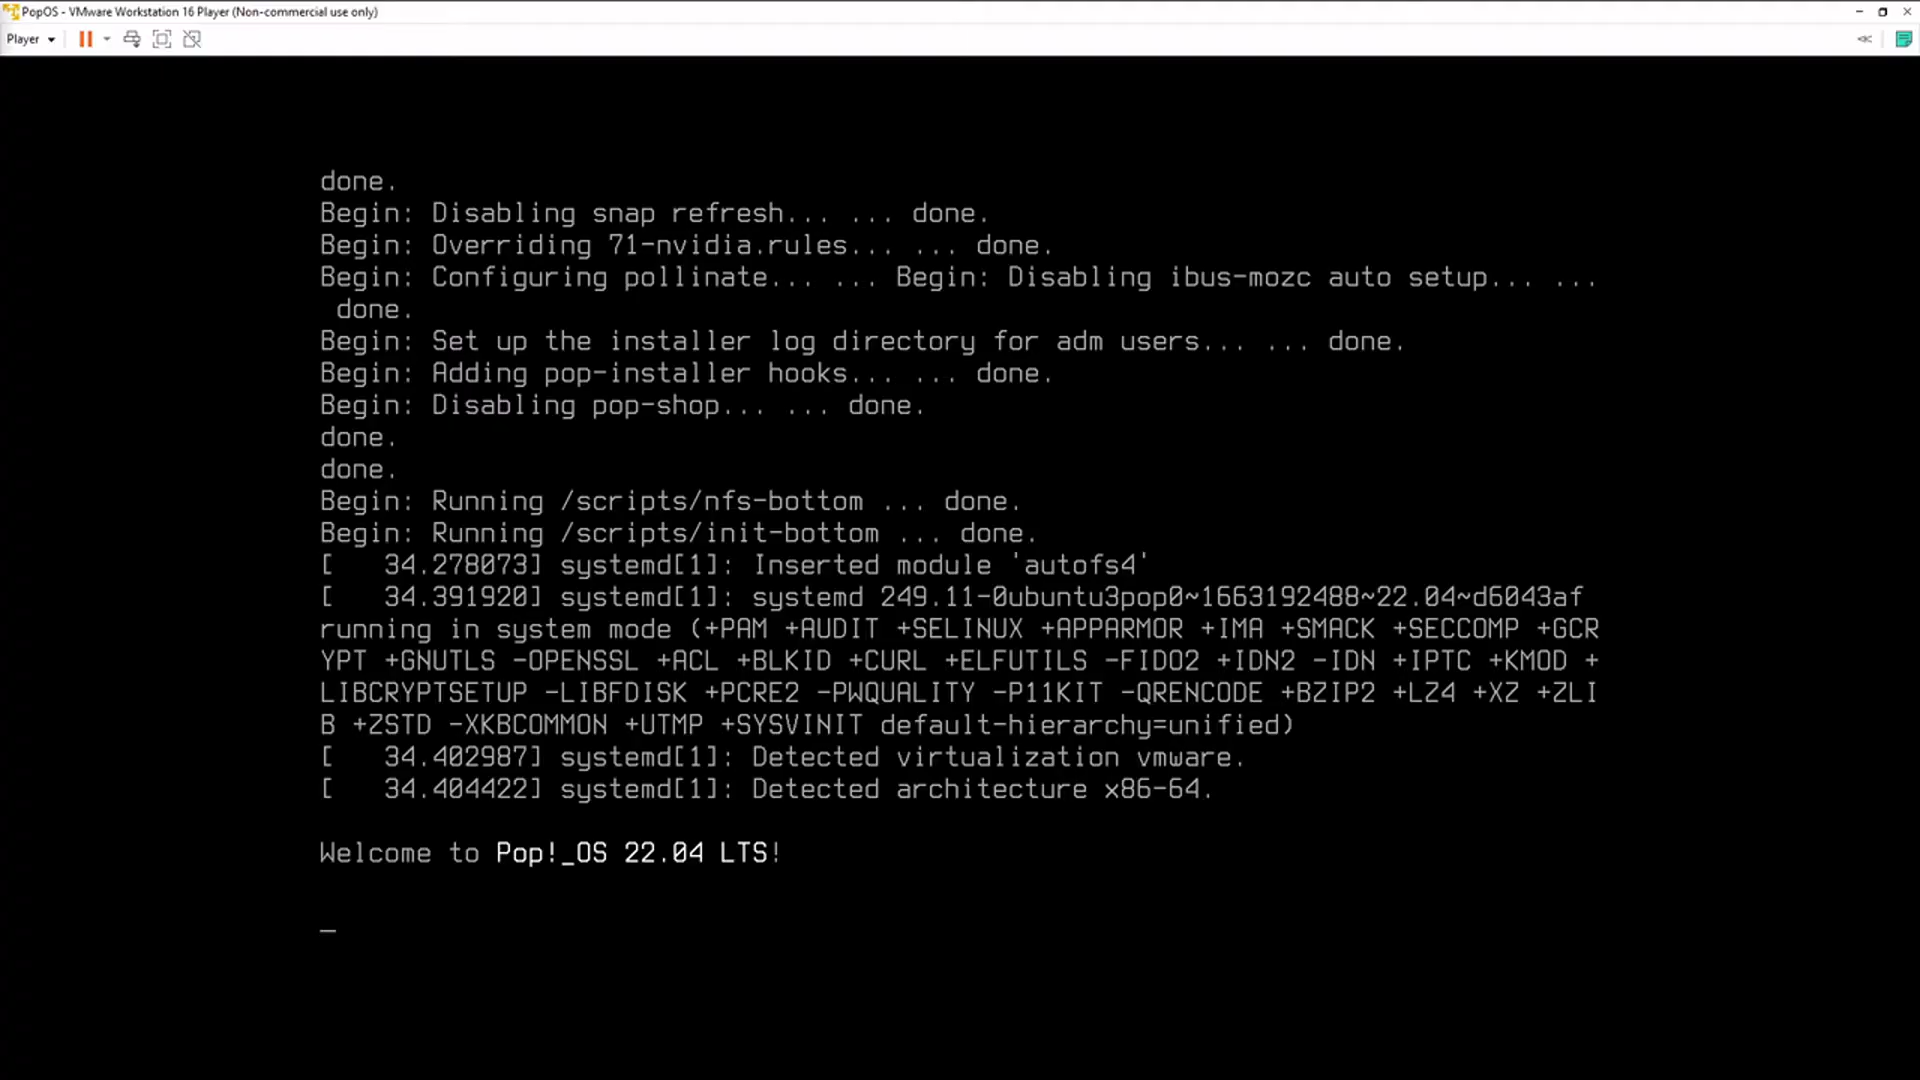 PopOS - VMware Workstation 16 Player (Non-commercial use only)
Player
done.
Begin: Disabling snap refresh... ... done.
Begin: Overriding 71-nvidia.rules... ... done.
Begin: Configuring pollinate... ... Begin: Disabling ibus-mozc auto setup... ...
 done.
Begin: Set up the installer log directory for adm users... ... done.
Begin: Adding pop-installer hooks... ... done.
Begin: Disabling pop-shop... ... done.
done.
done.
Begin: Running /scripts/nfs-bottom ... done.
Begin: Running /scripts/init-bottom ... done.
[   34.278073] systemd[1]: Inserted module 'autofs4'
[   34.391920] systemd[1]: systemd 249.11-0ubuntu3pop0~1663192488~22.04~d6043af
running in system mode (+PAM +AUDIT +SELINUX +APPARMOR +IMA +SMACK +SECCOMP +GCR
YPT +GNUTLS -OPENSSL +ACL +BLKID +CURL +ELFUTILS -FIDO2 +IDN2 -IDN +IPTC +KMOD +
LIBCRYPTSETUP -LIBFDISK +PCRE2 -PWQUALITY -P11KIT -QRENCODE +BZIP2 +LZ4 +XZ +ZLI
B +ZSTD -XKBCOMMON +UTMP +SYSVINIT default-hierarchy=unified)
[   34.402987] systemd[1]: Detected virtualization vmware.
[   34.404422] systemd[1]: Detected architecture x86-64.
Welcome to Pop!_OS 22.04 LTS!
_